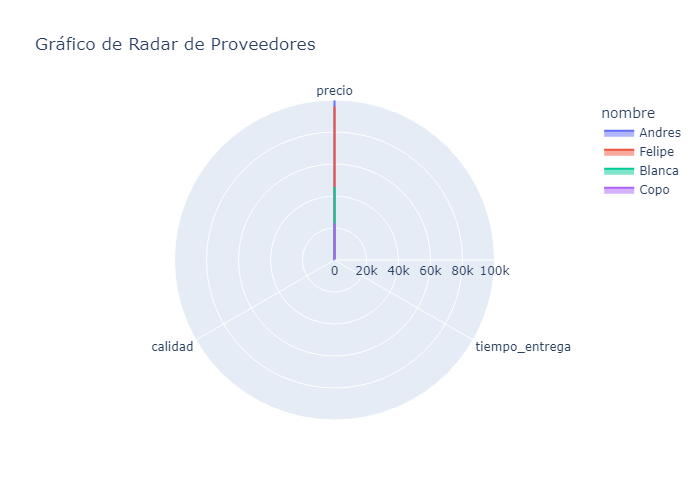 Gráfico de Radar de Proveedores
precio
nombre
Andres
Felipe
Blanca
Copo
0 20k 40k 60k 80k 100k
calidad
tiempo_entrega